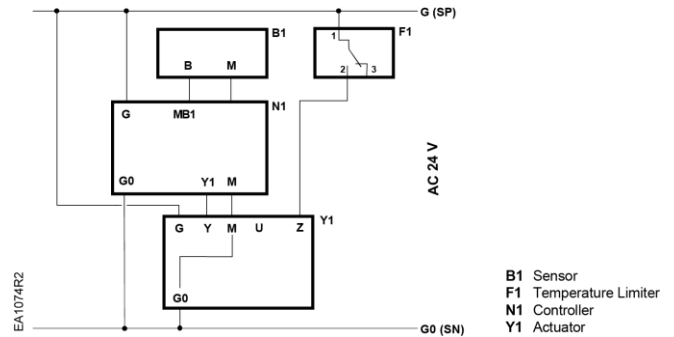 G (SP)
B1
F1
1
B M
2 3
N1
G MB1
AC 24 V
G0 Y1 M
Y1
G Y M U Z
G0
EA1074R2
G0 (SN)
B1 Sensor
F1 Temperature Limiter
N1 Controller
Y1 Actuator